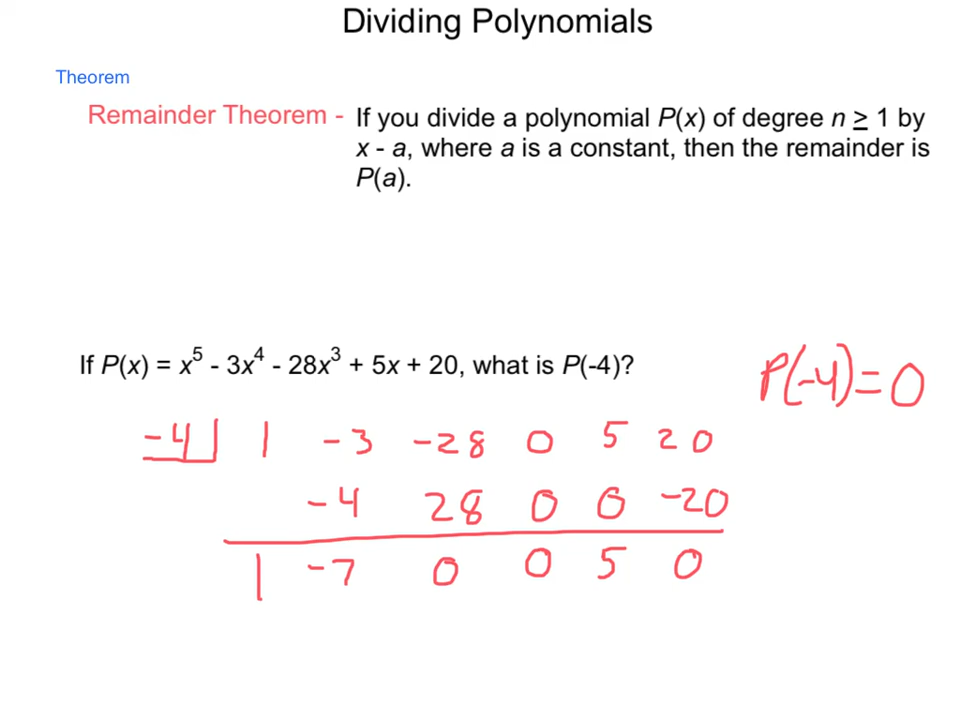 Dividing Polynomials
Theorem
Remainder Theorem - If you divide a polynomial P(x) of degree n ≥ 1 by
x - a, where a is a constant, then the remainder is
P(a).
If P(x) = x⁵ - 3x⁴ - 28x³ + 5x + 20, what is P(-4)?
P(-4) = 0
-4 1 -3 -28 0 5 20
-4 28 0 0 -20
1 -7 0 0 5 0